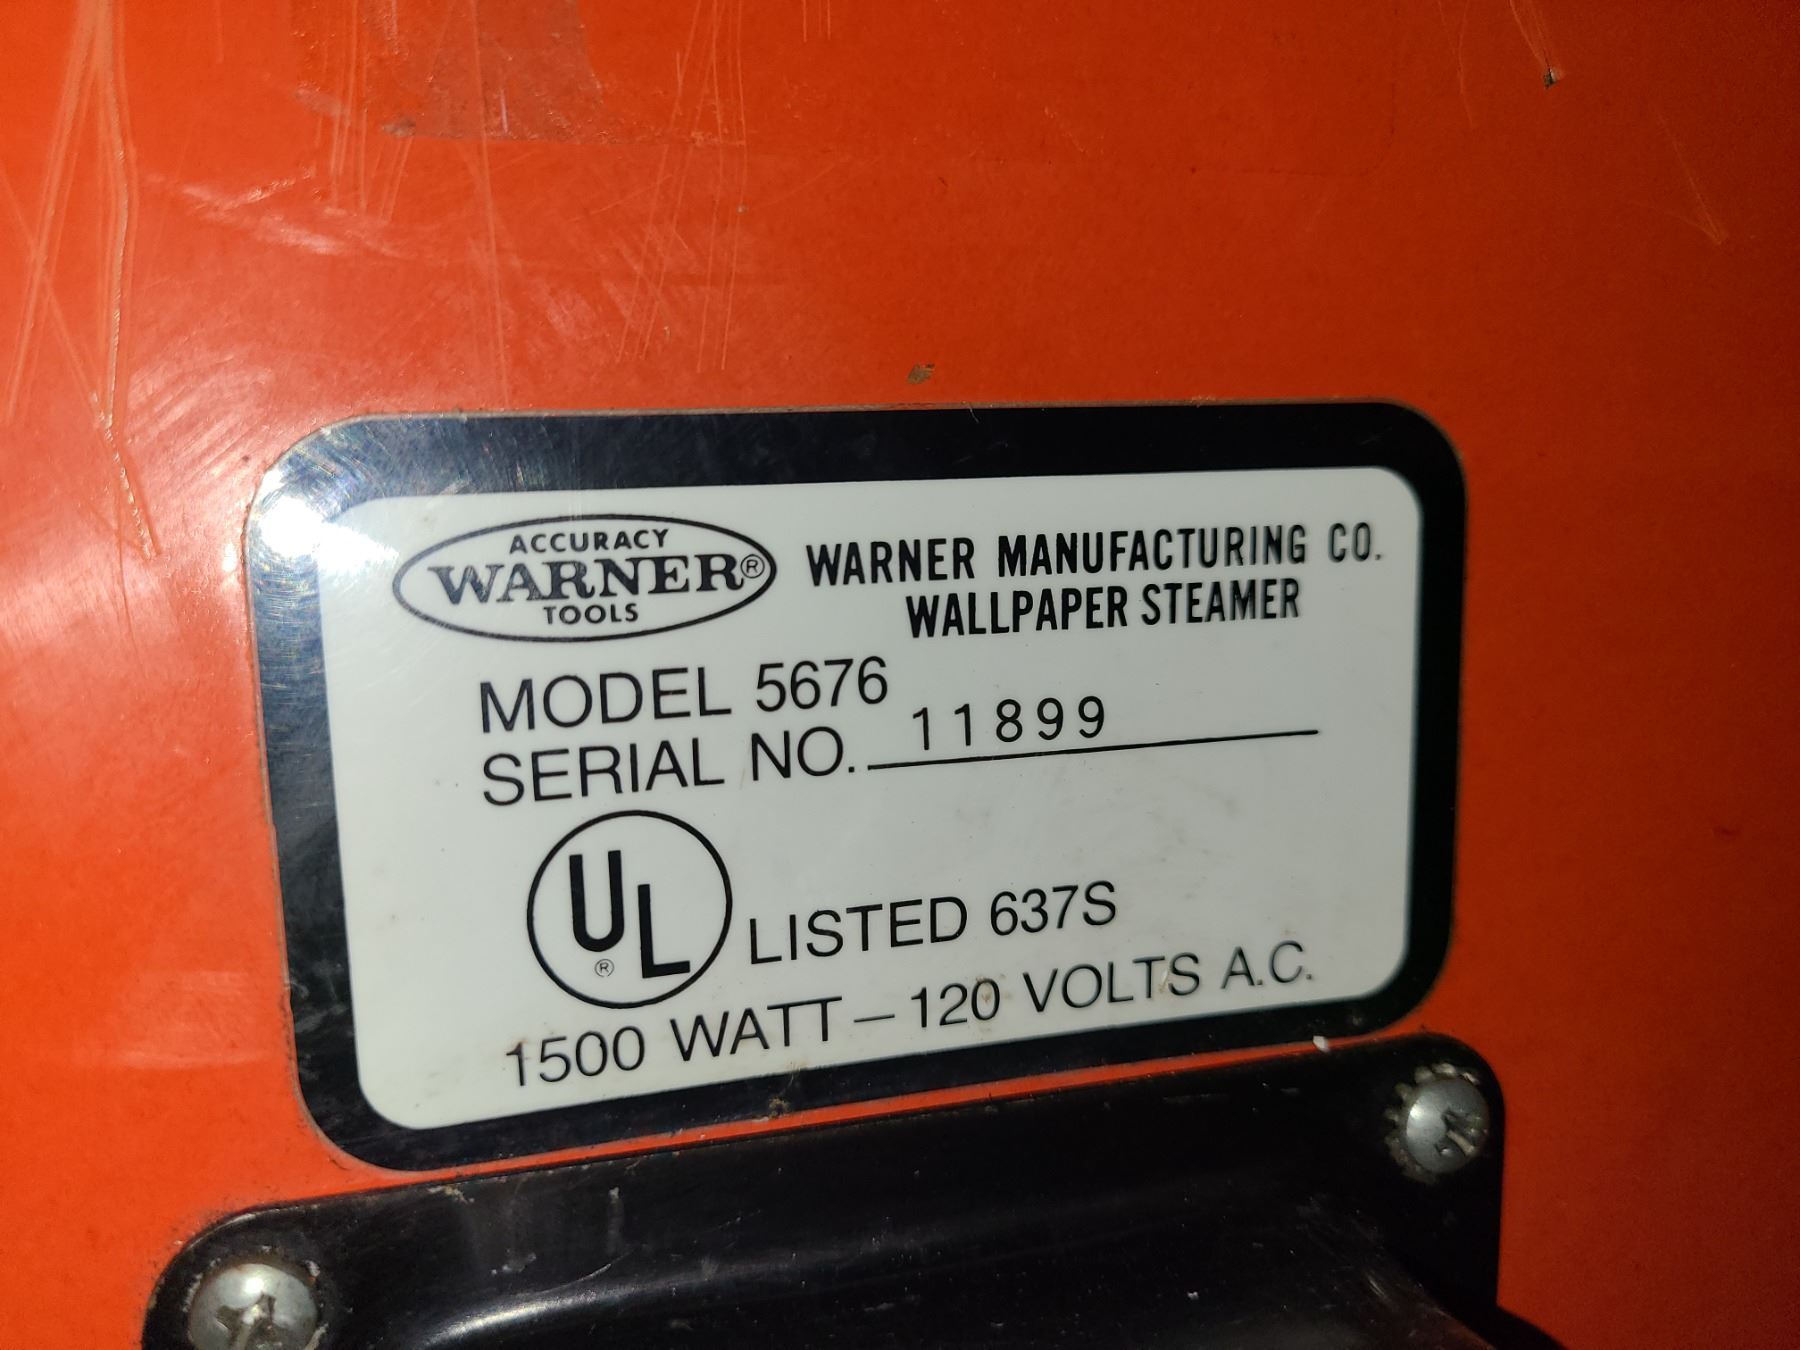 ACCURACY
WARNER®
TOOLS
WARNER MANUFACTURING CO.
WALLPAPER STEAMER
MODEL 5676
SERIAL NO. 11899
UL® LISTED 637S
1500 WATT — 120 VOLTS A.C.